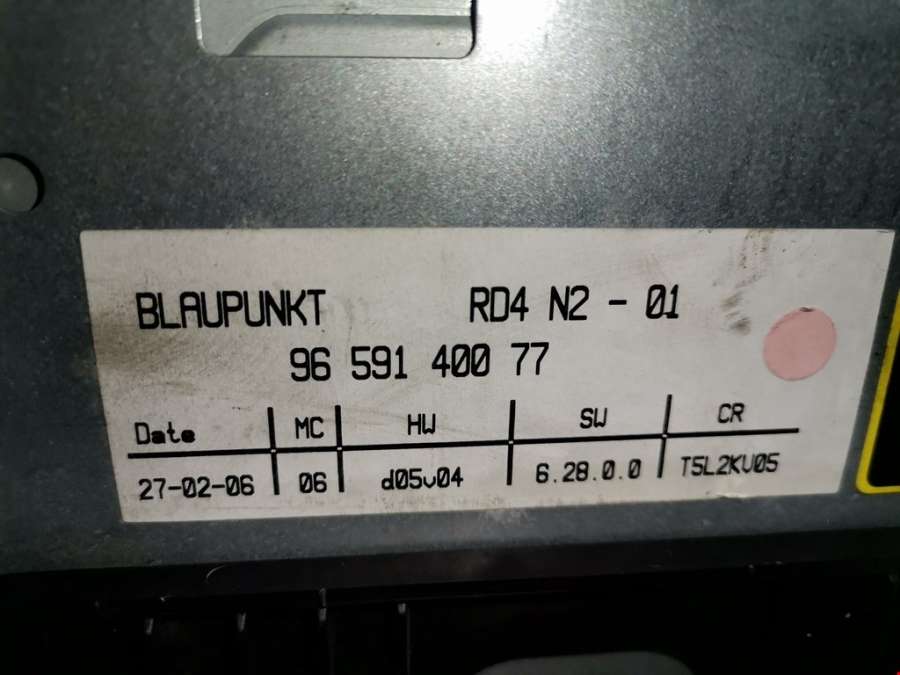 BLAUPUNKT RD4 N2 - 01
96 591 400 77
Date MC HW SW CR
27-02-06 06 d05v04 6.28.0.0 T5L2KU05